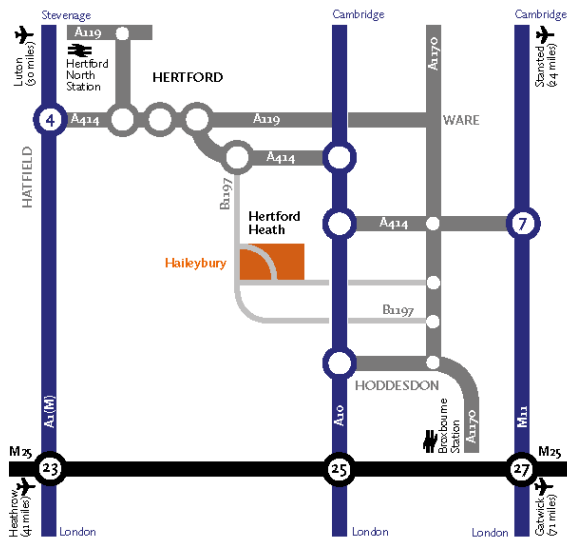 Stevenage
Cambridge
Cambridge
Luton
(30 miles)
A119
Hertford
North
Station
HERTFORD
A1170
Stansted
(24 miles)
4
A414
A119
WARE
HATFIELD
A414
B1197
Hertford
Heath
A414
7
Haileybury
B1197
HODDESDON
A1(M)
A10
Broxbourne
Station
A1170
M11
M25
23
25
27
M25
Heathrow
(41 miles)
Gatwick
(71 miles)
London
London
London